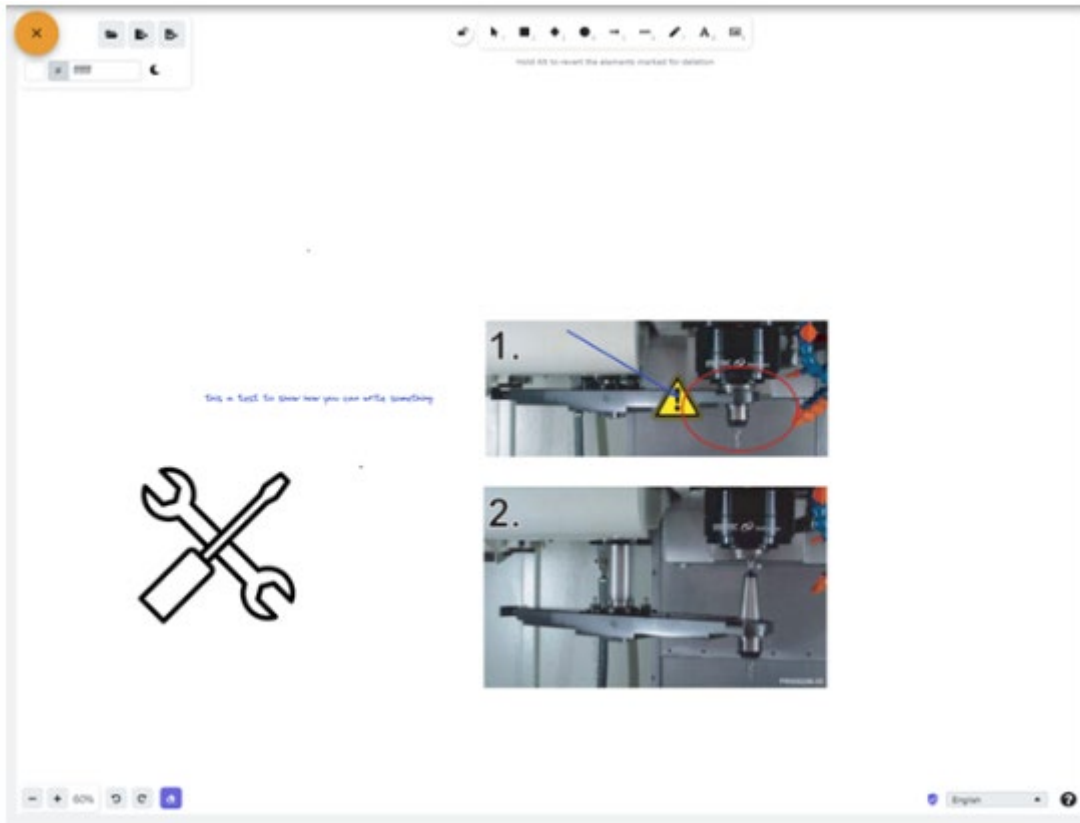 # ffffff
A
Hold Alt to revert the elements marked for deletion
1.
!
this a test to show how you can write something
2.
60%
English
?